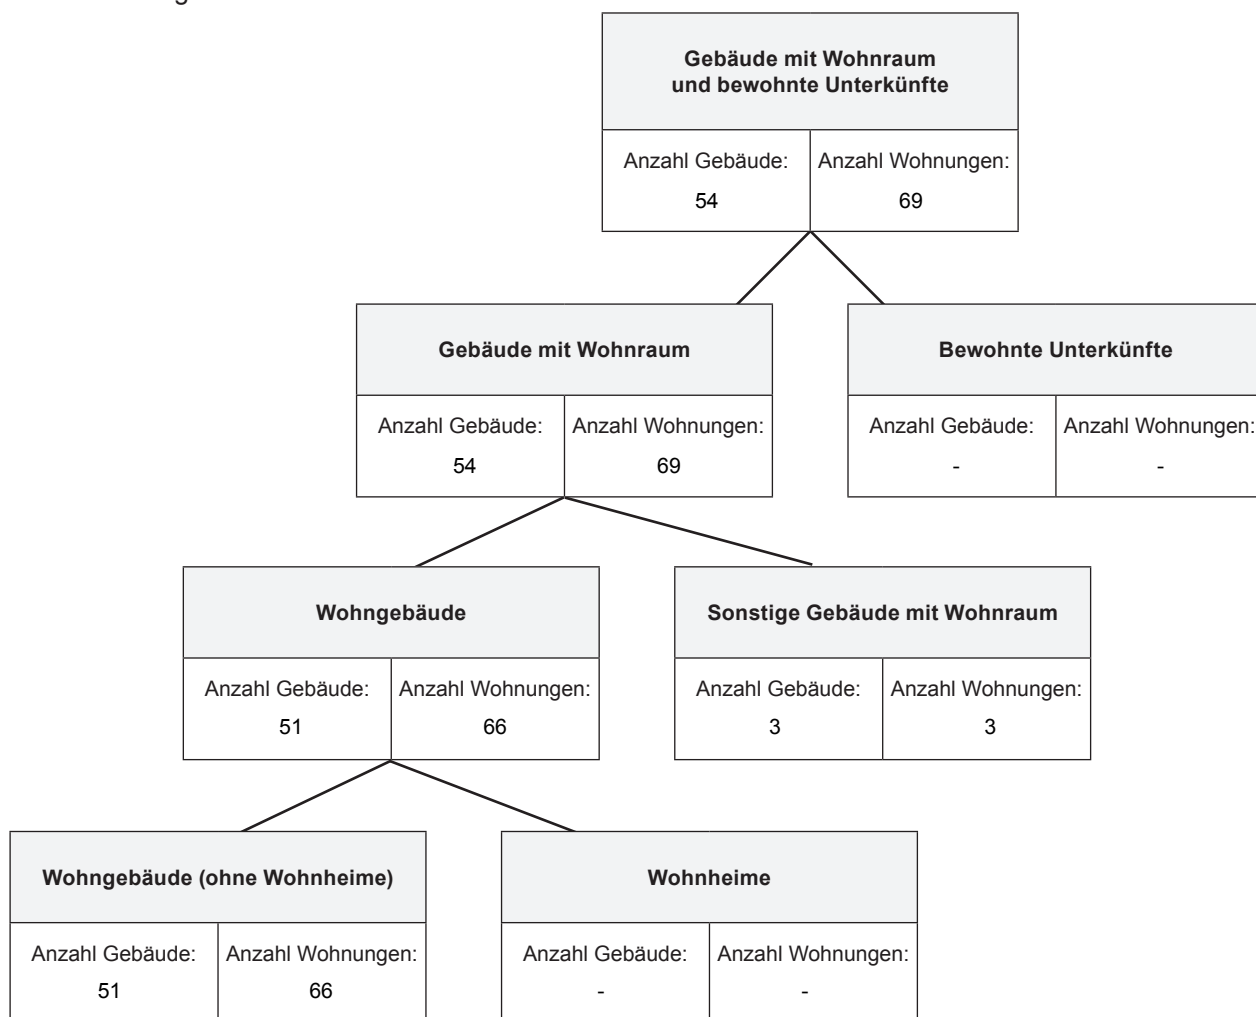 Gebäude mit Wohnraum
und bewohnte Unterkünfte
Anzahl Gebäude: Anzahl Wohnungen:
54 69
Gebäude mit Wohnraum
Anzahl Gebäude: Anzahl Wohnungen:
54 69
Bewohnte Unterkünfte
Anzahl Gebäude: Anzahl Wohnungen:
- -
Wohngebäude
Anzahl Gebäude: Anzahl Wohnungen:
51 66
Sonstige Gebäude mit Wohnraum
Anzahl Gebäude: Anzahl Wohnungen:
3 3
Wohngebäude (ohne Wohnheime)
Anzahl Gebäude: Anzahl Wohnungen:
51 66
Wohnheime
Anzahl Gebäude: Anzahl Wohnungen:
- -